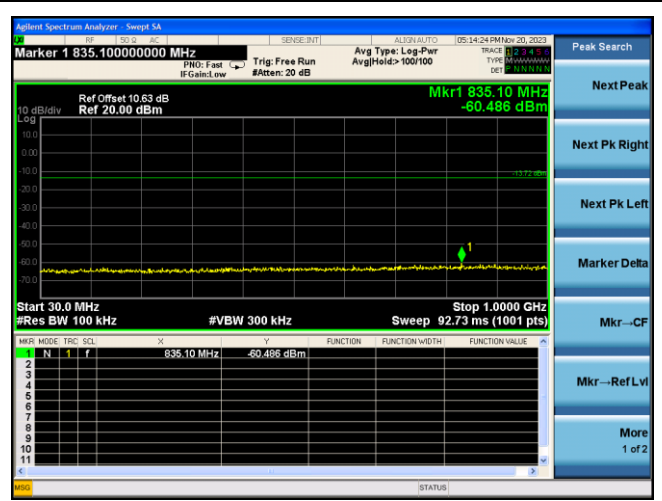 Agilent Spectrum Analyzer - Swept SA
RF 50 Ω AC SENSE:INT ALIGN AUTO 05:14:24 PM Nov 20, 2023
Marker 1 835.100000000 MHz
PNO: Fast
IFGain:Low
Trig: Free Run
#Atten: 20 dB
Avg Type: Log-Pwr
Avg|Hold:> 100/100
TRACE 1 2 3 4 5 6
TYPE M
DET P N N N N N
Peak Search
Next Peak
Next Pk Right
Next Pk Left
Marker Delta
Mkr→CF
Mkr→Ref Lvl
More
1 of 2
Mkr1 835.10 MHz
-60.486 dBm
Ref Offset 10.63 dB
10 dB/div Ref 20.00 dBm
Log
10.0
0.00
-10.0
-13.72 dBm
-20.0
-30.0
-40.0
-50.0
1
-60.0
-70.0
Start 30.0 MHz Stop 1.0000 GHz
#Res BW 100 kHz #VBW 300 kHz Sweep 92.73 ms (1001 pts)
MKR MODE TRC SCL X Y FUNCTION FUNCTION WIDTH FUNCTION VALUE
1 N 1 f 835.10 MHz -60.486 dBm
2
3
4
5
6
7
8
9
10
11
MSG STATUS